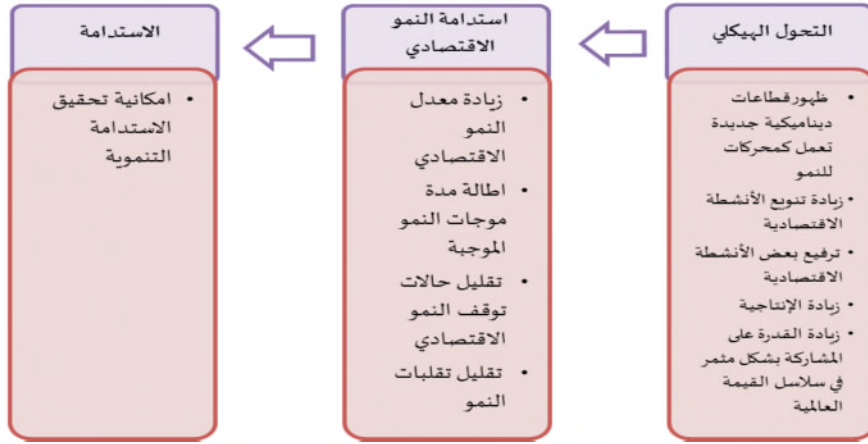 التحول الهيكلي
• ظهور قطاعات
ديناميكية جديدة
تعمل كمحركات
للنمو
• زيادة تنويع الأنشطة
الاقتصادية
• ترفيع بعض الأنشطة
الاقتصادية
• زيادة الإنتاجية
• زيادة القدرة على
المشاركة بشكل مثمر
في سلاسل القيمة
العالمية
استدامة النمو
الاقتصادي
• زيادة معدل
النمو
الاقتصادي
• اطالة مدة
موجات النمو
الموجبة
• تقليل حالات
توقف النمو
الاقتصادي
• تقليل تقلبات
النمو
الاستدامة
• امكانية تحقيق
الاستدامة
التنموية